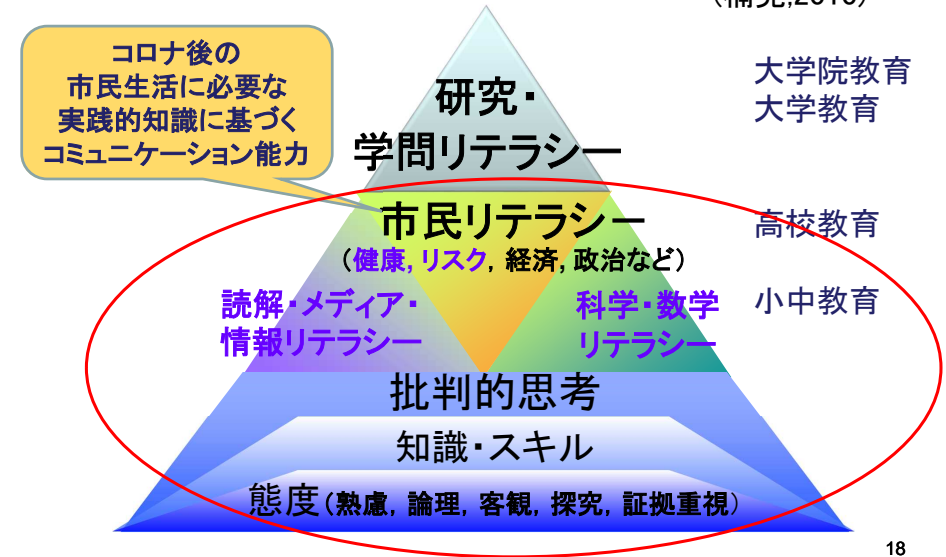 コロナ後の
市民生活に必要な
実践的知識に基づく
コミュニケーション能力
研究・
学問リテラシー
大学院教育
大学教育
市民リテラシー
（健康, リスク, 経済, 政治など）
高校教育
読解・メディア・
情報リテラシー
科学・数学
リテラシー
小中教育
批判的思考
知識・スキル
態度（熟慮, 論理, 客観, 探究, 証拠重視）
18